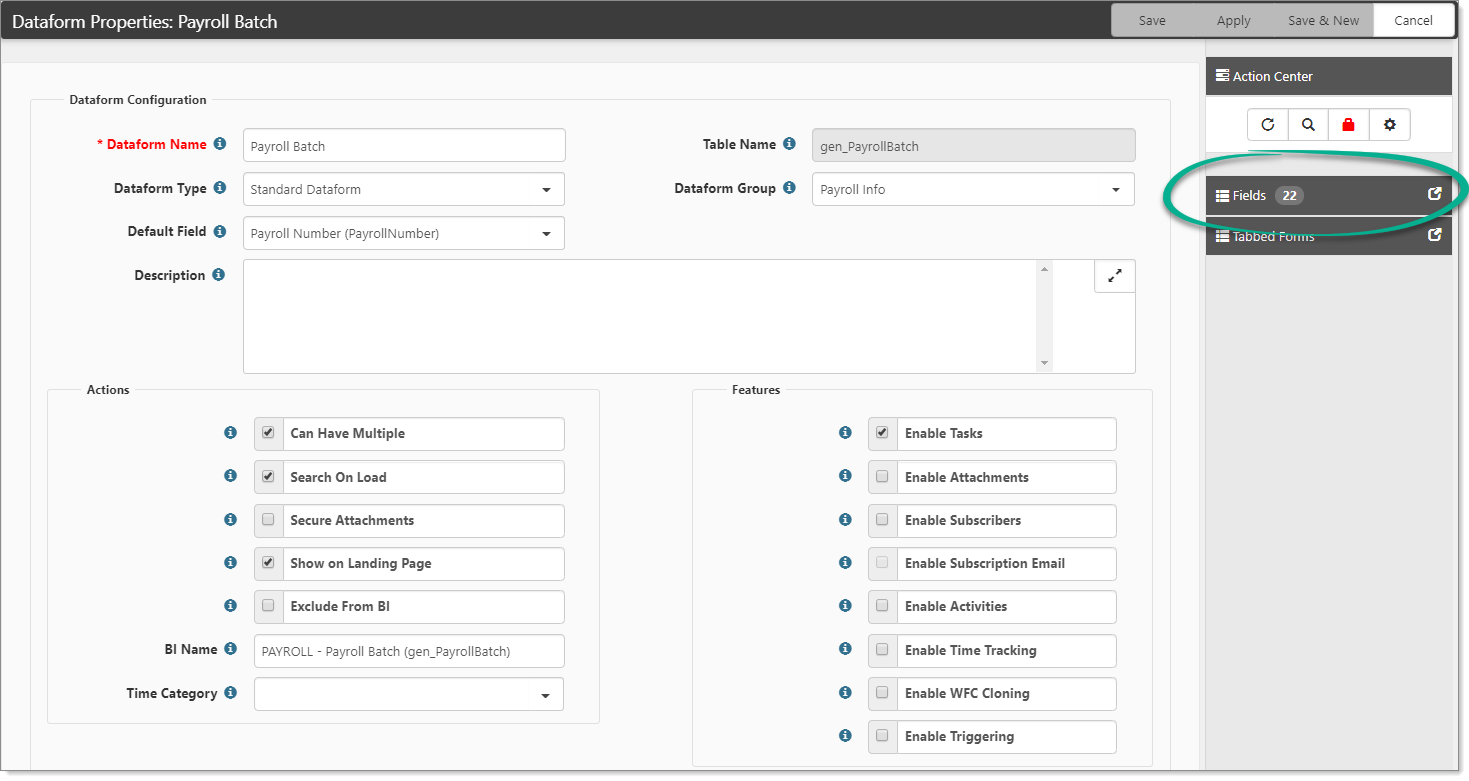 Dataform Properties: Payroll Batch
Save Apply Save & New Cancel
Action Center
Dataform Configuration
* Dataform Name Payroll Batch Table Name gen_PayrollBatch
Dataform Type Standard Dataform Dataform Group Payroll Info
Fields 22
Default Field Payroll Number (PayrollNumber)
Tabbed Forms
Description
Actions Features
Can Have Multiple Enable Tasks
Search On Load Enable Attachments
Secure Attachments Enable Subscribers
Show on Landing Page Enable Subscription Email
Exclude From BI Enable Activities
BI Name PAYROLL - Payroll Batch (gen_PayrollBatch) Enable Time Tracking
Time Category Enable WFC Cloning
Enable Triggering